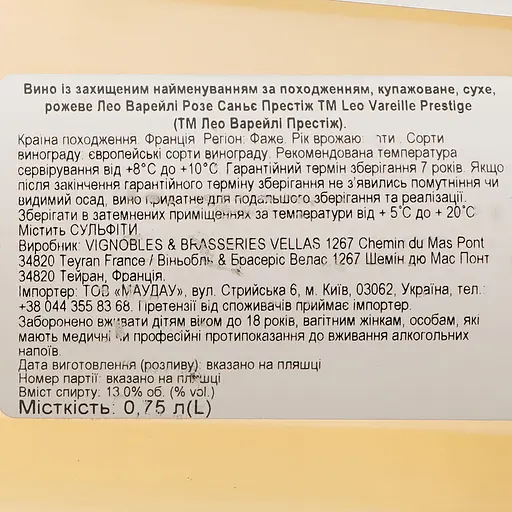 Вино із захищеним найменуванням за походженням, купажоване, сухе,
рожеве Лео Варейлі Розе Саньє Престіж ТМ Leo Vareille Prestige
(ТМ Лео Варейлі Престіж).
Країна походження: Франція. Регіон: Фаже. Рік врожаю: Сорти
винограду: європейські сорти винограду. Рекомендована температура
сервірування від +8°С до +10°С. Гарантійний термін зберігання 7 років. Якщо
після закінчення гарантійного терміну зберігання не з'явились помутніння чи
видимий осад, вино придатне для подальшого зберігання та реалізації.
Зберігати в затемнених приміщеннях за температури від + 5°С до + 20°С
Містить СУЛЬФІТИ.
Виробник: VIGNOBLES & BRASSERIES VELLAS 1267 Chemin du Mas Pont
34820 Teyran France / Віньобль & Брасеріс Велас 1267 Шемін дю Мас Понт
34820 Тейран, Франція.
Імпортер: ТОВ «МАУДАУ», вул. Стрийська 6, м. Київ, 03062, Україна, тел.:
+38 044 355 83 68. Претензії від споживачів приймає імпортер.
Заборонено вживати дітям віком до 18 років, вагітним жінкам, особам, які
мають медичні чи професійні протипоказання до вживання алкогольних
напоїв.
Дата виготовлення (розливу): вказано на пляшці
Номер партії: вказано на пляшці
Вміст спирту: 13.0% об. (% vol.)
Місткість: 0,75 л(L)